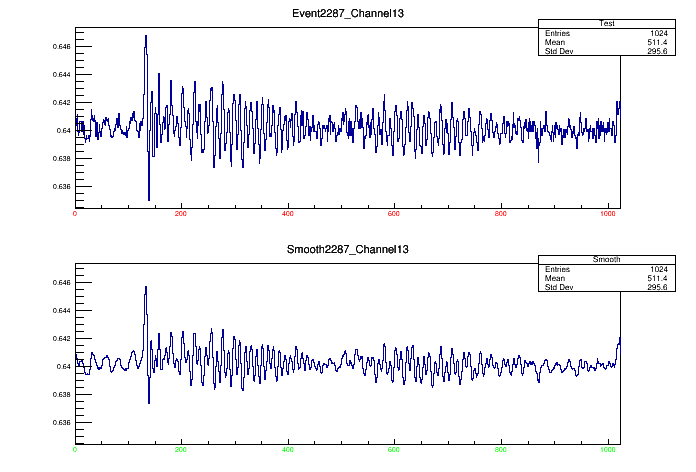 Event2287_Channel13
Test
Entries 1024
Mean 511.4
Std Dev 295.6
0.646
0.644
0.642
0.64
0.638
0.636
0 200 400 600 800 1000
Smooth2287_Channel13
Smooth
Entries 1024
Mean 511.4
Std Dev 295.6
0.646
0.644
0.642
0.64
0.638
0.636
0 200 400 600 800 1000